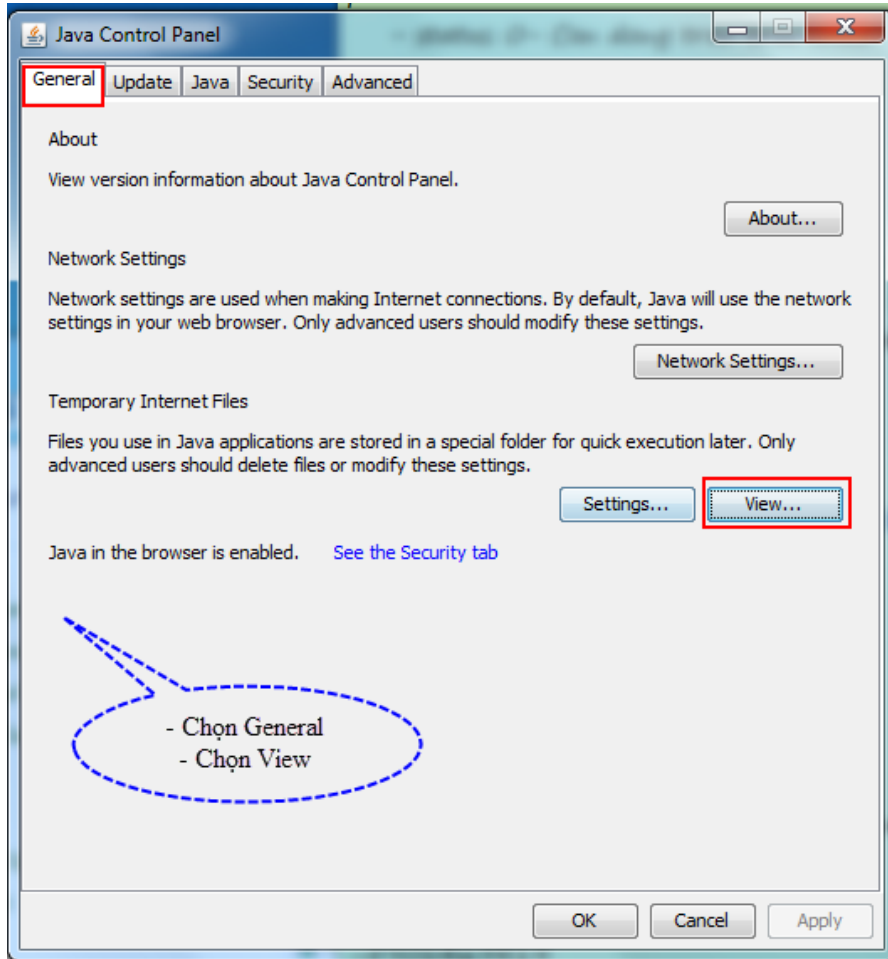 Java Control Panel
General Update Java Security Advanced
About
View version information about Java Control Panel.
About...
Network Settings
Network settings are used when making Internet connections. By default, Java will use the network
settings in your web browser. Only advanced users should modify these settings.
Network Settings...
Temporary Internet Files
Files you use in Java applications are stored in a special folder for quick execution later. Only
advanced users should delete files or modify these settings.
Settings... View...
Java in the browser is enabled. See the Security tab
- Chọn General
- Chọn View
OK Cancel Apply